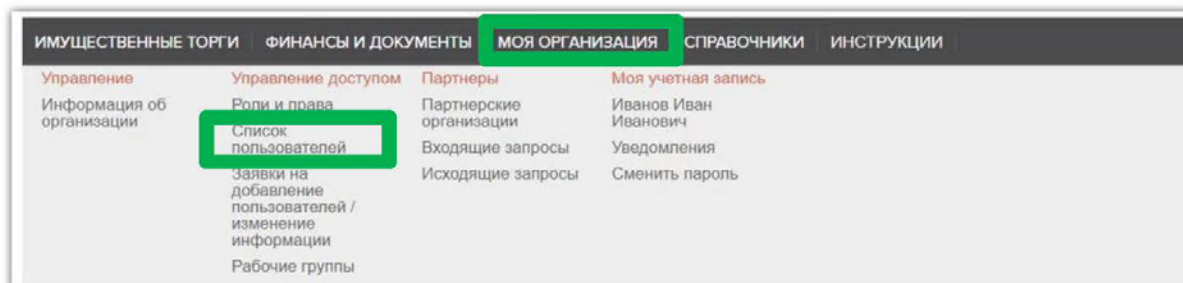 ИМУЩЕСТВЕННЫЕ ТОРГИ ФИНАНСЫ И ДОКУМЕНТЫ МОЯ ОРГАНИЗАЦИЯ СПРАВОЧНИКИ ИНСТРУКЦИИ
Управление
Информация об
организации
Управление доступом
Роли и права
Список
пользователей
Заявки на
добавление
пользователей /
изменение
информации
Рабочие группы
Партнеры
Партнерские
организации
Входящие запросы
Исходящие запросы
Моя учетная запись
Иванов Иван
Иванович
Уведомления
Сменить пароль